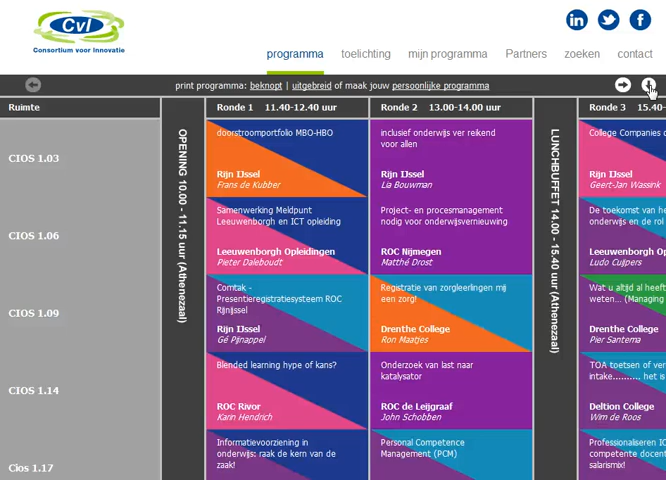 CvI
Consortium voor Innovatie
programma toelichting mijn programma Partners zoeken contact
print programma: beknopt | uitgebreid of maak jouw persoonlijke programma
Ruimte
Ronde 1 11.40-12.40 uur
Ronde 2 13.00-14.00 uur
Ronde 3 15.40-
OPENING 10.00 - 11.15 uur (Athenezaal)
LUNCHBUFFET 14.00 - 15.40 uur (Athenezaal)
CIOS 1.03
doorstroomportfolio MBO-HBO
Rijn IJssel
Frans de Kubber
inclusief onderwijs ver reikend
voor allen
Rijn IJssel
Lia Bouwman
College Companies o
Rijn IJssel
Geert-Jan Wassink
CIOS 1.06
Samenwerking Meldpunt
Leeuwenborgh en ICT opleiding
Leeuwenborgh Opleidingen
Pieter Daleboudt
Project- en procesmanagement
nodig voor onderwijsvernieuwing
ROC Nijmegen
Matthé Drost
De toekomst van he
onderwijs en de rol
Leeuwenborgh Op
Ludo Cuijpers
CIOS 1.09
Comtak -
Presentieregistratiesysteem ROC
Rijnijssel
Rijn IJssel
Gé Pijnappel
Registratie van zorgleerlingen mij
een zorg!
Drenthe College
Ron Maatjes
Wat u altijd al heeft
weten... (Managing
Drenthe College
Pier Santema
CIOS 1.14
Blended learning hype of kans?
ROC Rivor
Karin Hendrich
Onderzoek van last naar
katalysator
ROC de Leijgraaf
John Schobben
TOA toetsen of ver
intake.......... het is
Deltion College
Wim de Roos
Cios 1.17
Informatievoorziening in
onderwijs: raak de kern van de
zaak!
Personal Competence
Management (PCM)
Professionaliseren IC
competente docent
salarismix!